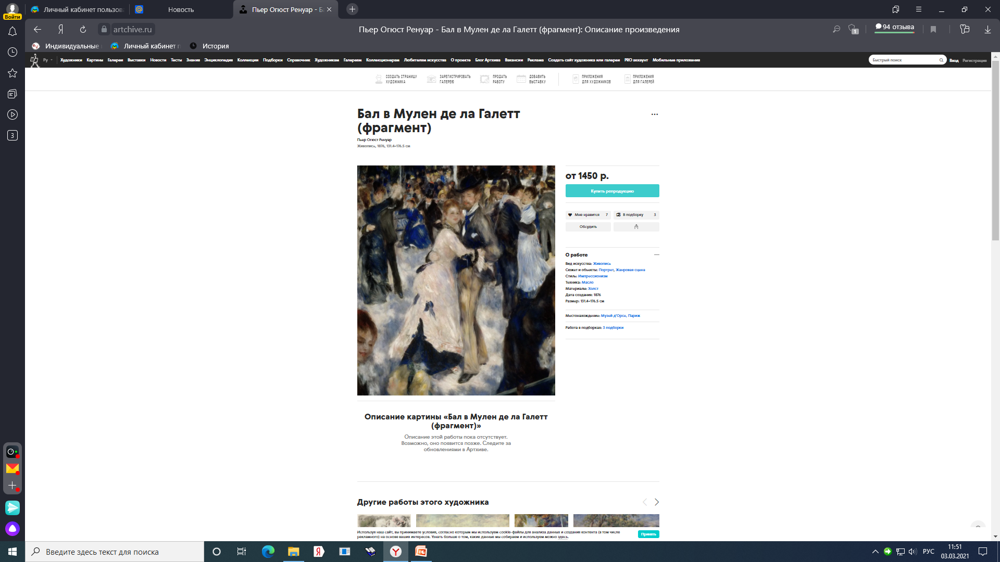 Личный кабинет пользова
Новость
Пьер Огюст Ренуар - Б
Войти
artchive.ru
Пьер Огюст Ренуар - Бал в Мулен де ла Галетт (фрагмент): Описание произведения
1
94 отзыва
Индивидуальные
Личный кабинет п
История
Ру
Художники Картины Галереи Выставки Новости Тесты Знания Энциклопедия Коллекции Подборки Справочник Художникам Галереям Коллекционерам Любителям искусства О проекте Блог Артхива Вакансии Реклама Создать сайт художника или галереи PRO аккаунт Мобильные приложения
Быстрый поиск
Вход Регистрация
СОЗДАТЬ СТРАНИЦУ
ХУДОЖНИКА
ЗАРЕГИСТРИРОВАТЬ
ГАЛЕРЕЮ
ПРОДАТЬ
РАБОТУ
ДОБАВИТЬ
ВЫСТАВКУ
ПРИЛОЖЕНИЯ
ДЛЯ ХУДОЖНИКОВ
ПРИЛОЖЕНИЯ
ДЛЯ ГАЛЕРЕЙ
3
Бал в Мулен де ла Галетт
(фрагмент)
Пьер Огюст Ренуар
Живопись, 1876, 131.4×176.5 см
от 1450 р.
Купить репродукцию
Мне нравится 7
В подборку 3
Обсудить
О работе
Вид искусства: Живопись
Сюжет и объекты: Портрет, Жанровая сцена
Стиль: Импрессионизм
Техника: Масло
Материалы: Холст
Дата создания: 1876
Размер: 131.4×176.5 см
Местонахождение: Музей д'Орсе, Париж
Работа в подборках: 3 подборки
Описание картины «Бал в Мулен де ла Галетт
(фрагмент)»
Описание этой работы пока отсутствует.
Возможно, оно появится позже. Следите за
обновлениями в Артхиве.
Другие работы этого художника
Используя наш сайт, вы принимаете условия, согласно которым мы используем cookie-файлы для анализа данных и создания контента (в том числе
рекламного) на основе ваших интересов. Узнать больше о том, какие данные мы собираем и используем можно здесь.
Принять
Введите здесь текст для поиска
РУС
11:51
03.03.2021